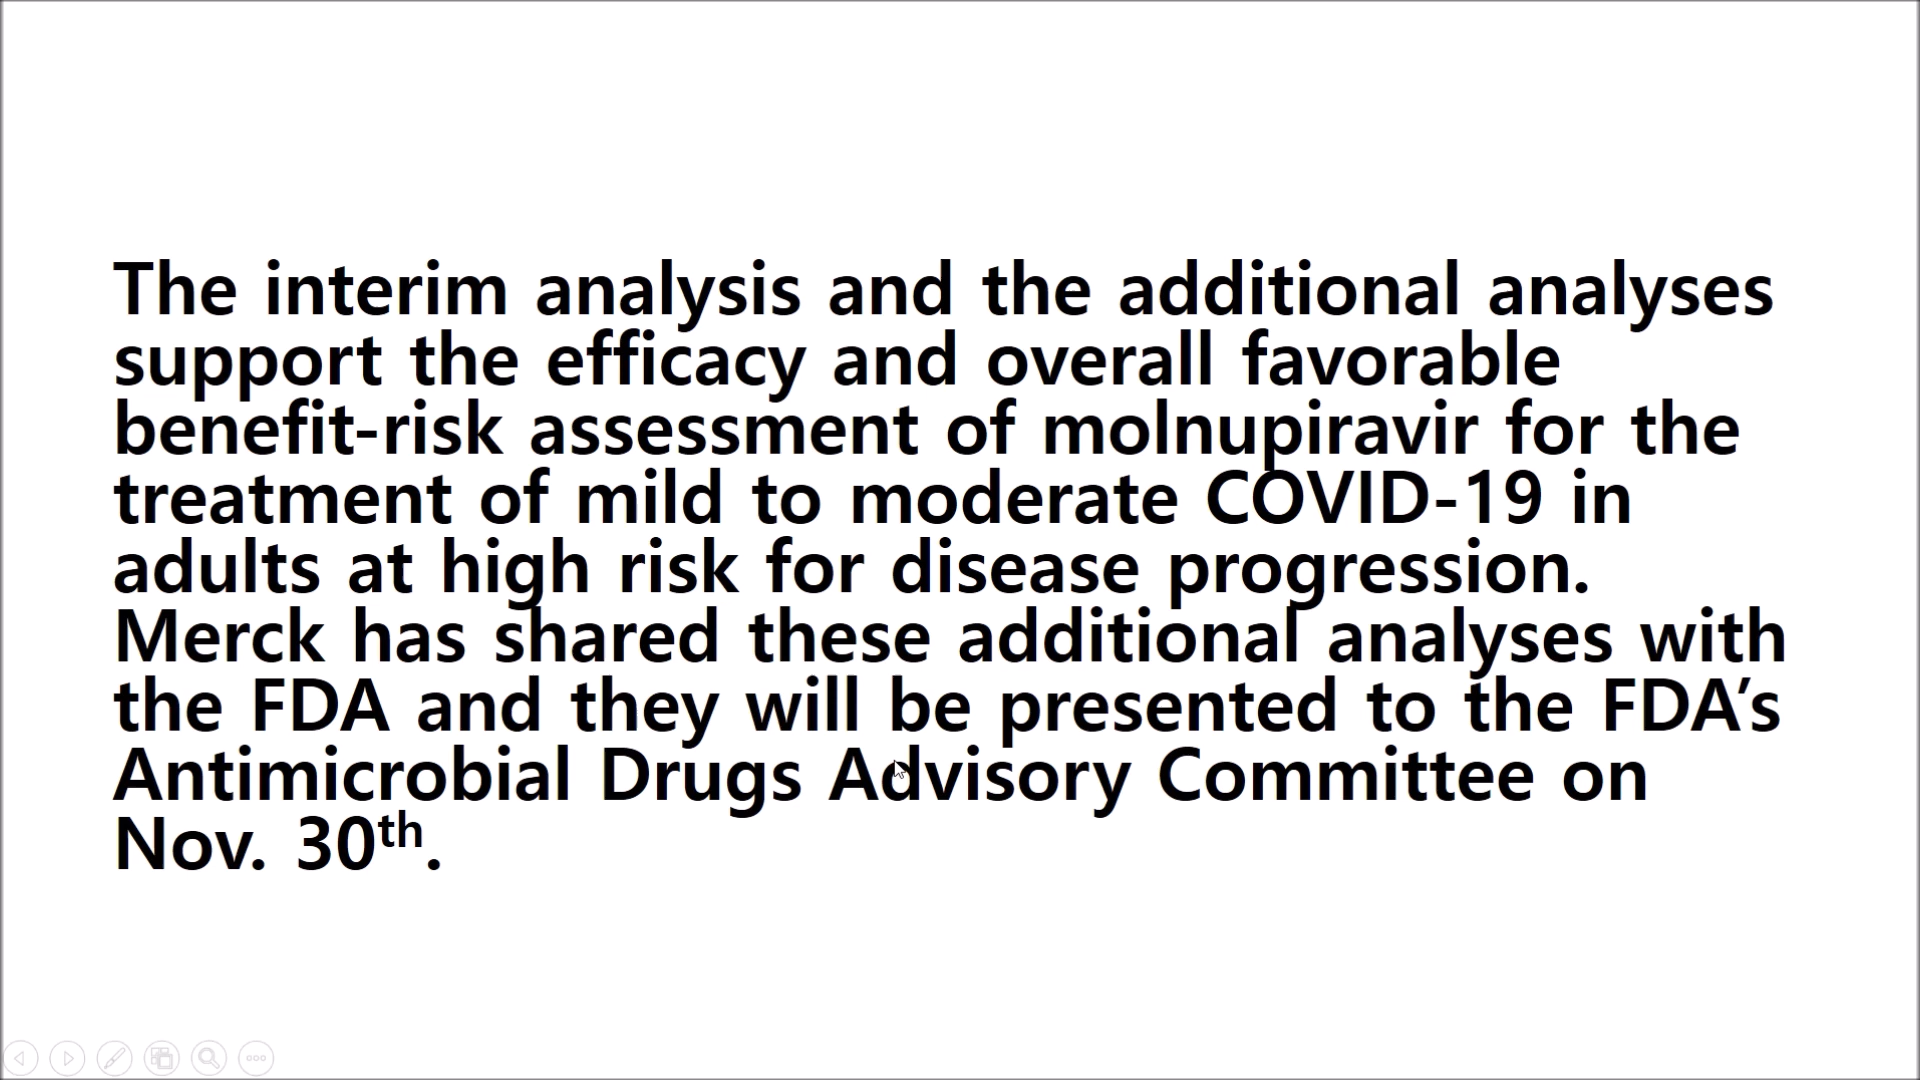 The interim analysis and the additional analyses
support the efficacy and overall favorable
benefit-risk assessment of molnupiravir for the
treatment of mild to moderate COVID-19 in
adults at high risk for disease progression.
Merck has shared these additional analyses with
the FDA and they will be presented to the FDA’s
Antimicrobial Drugs Advisory Committee on
Nov. 30th.